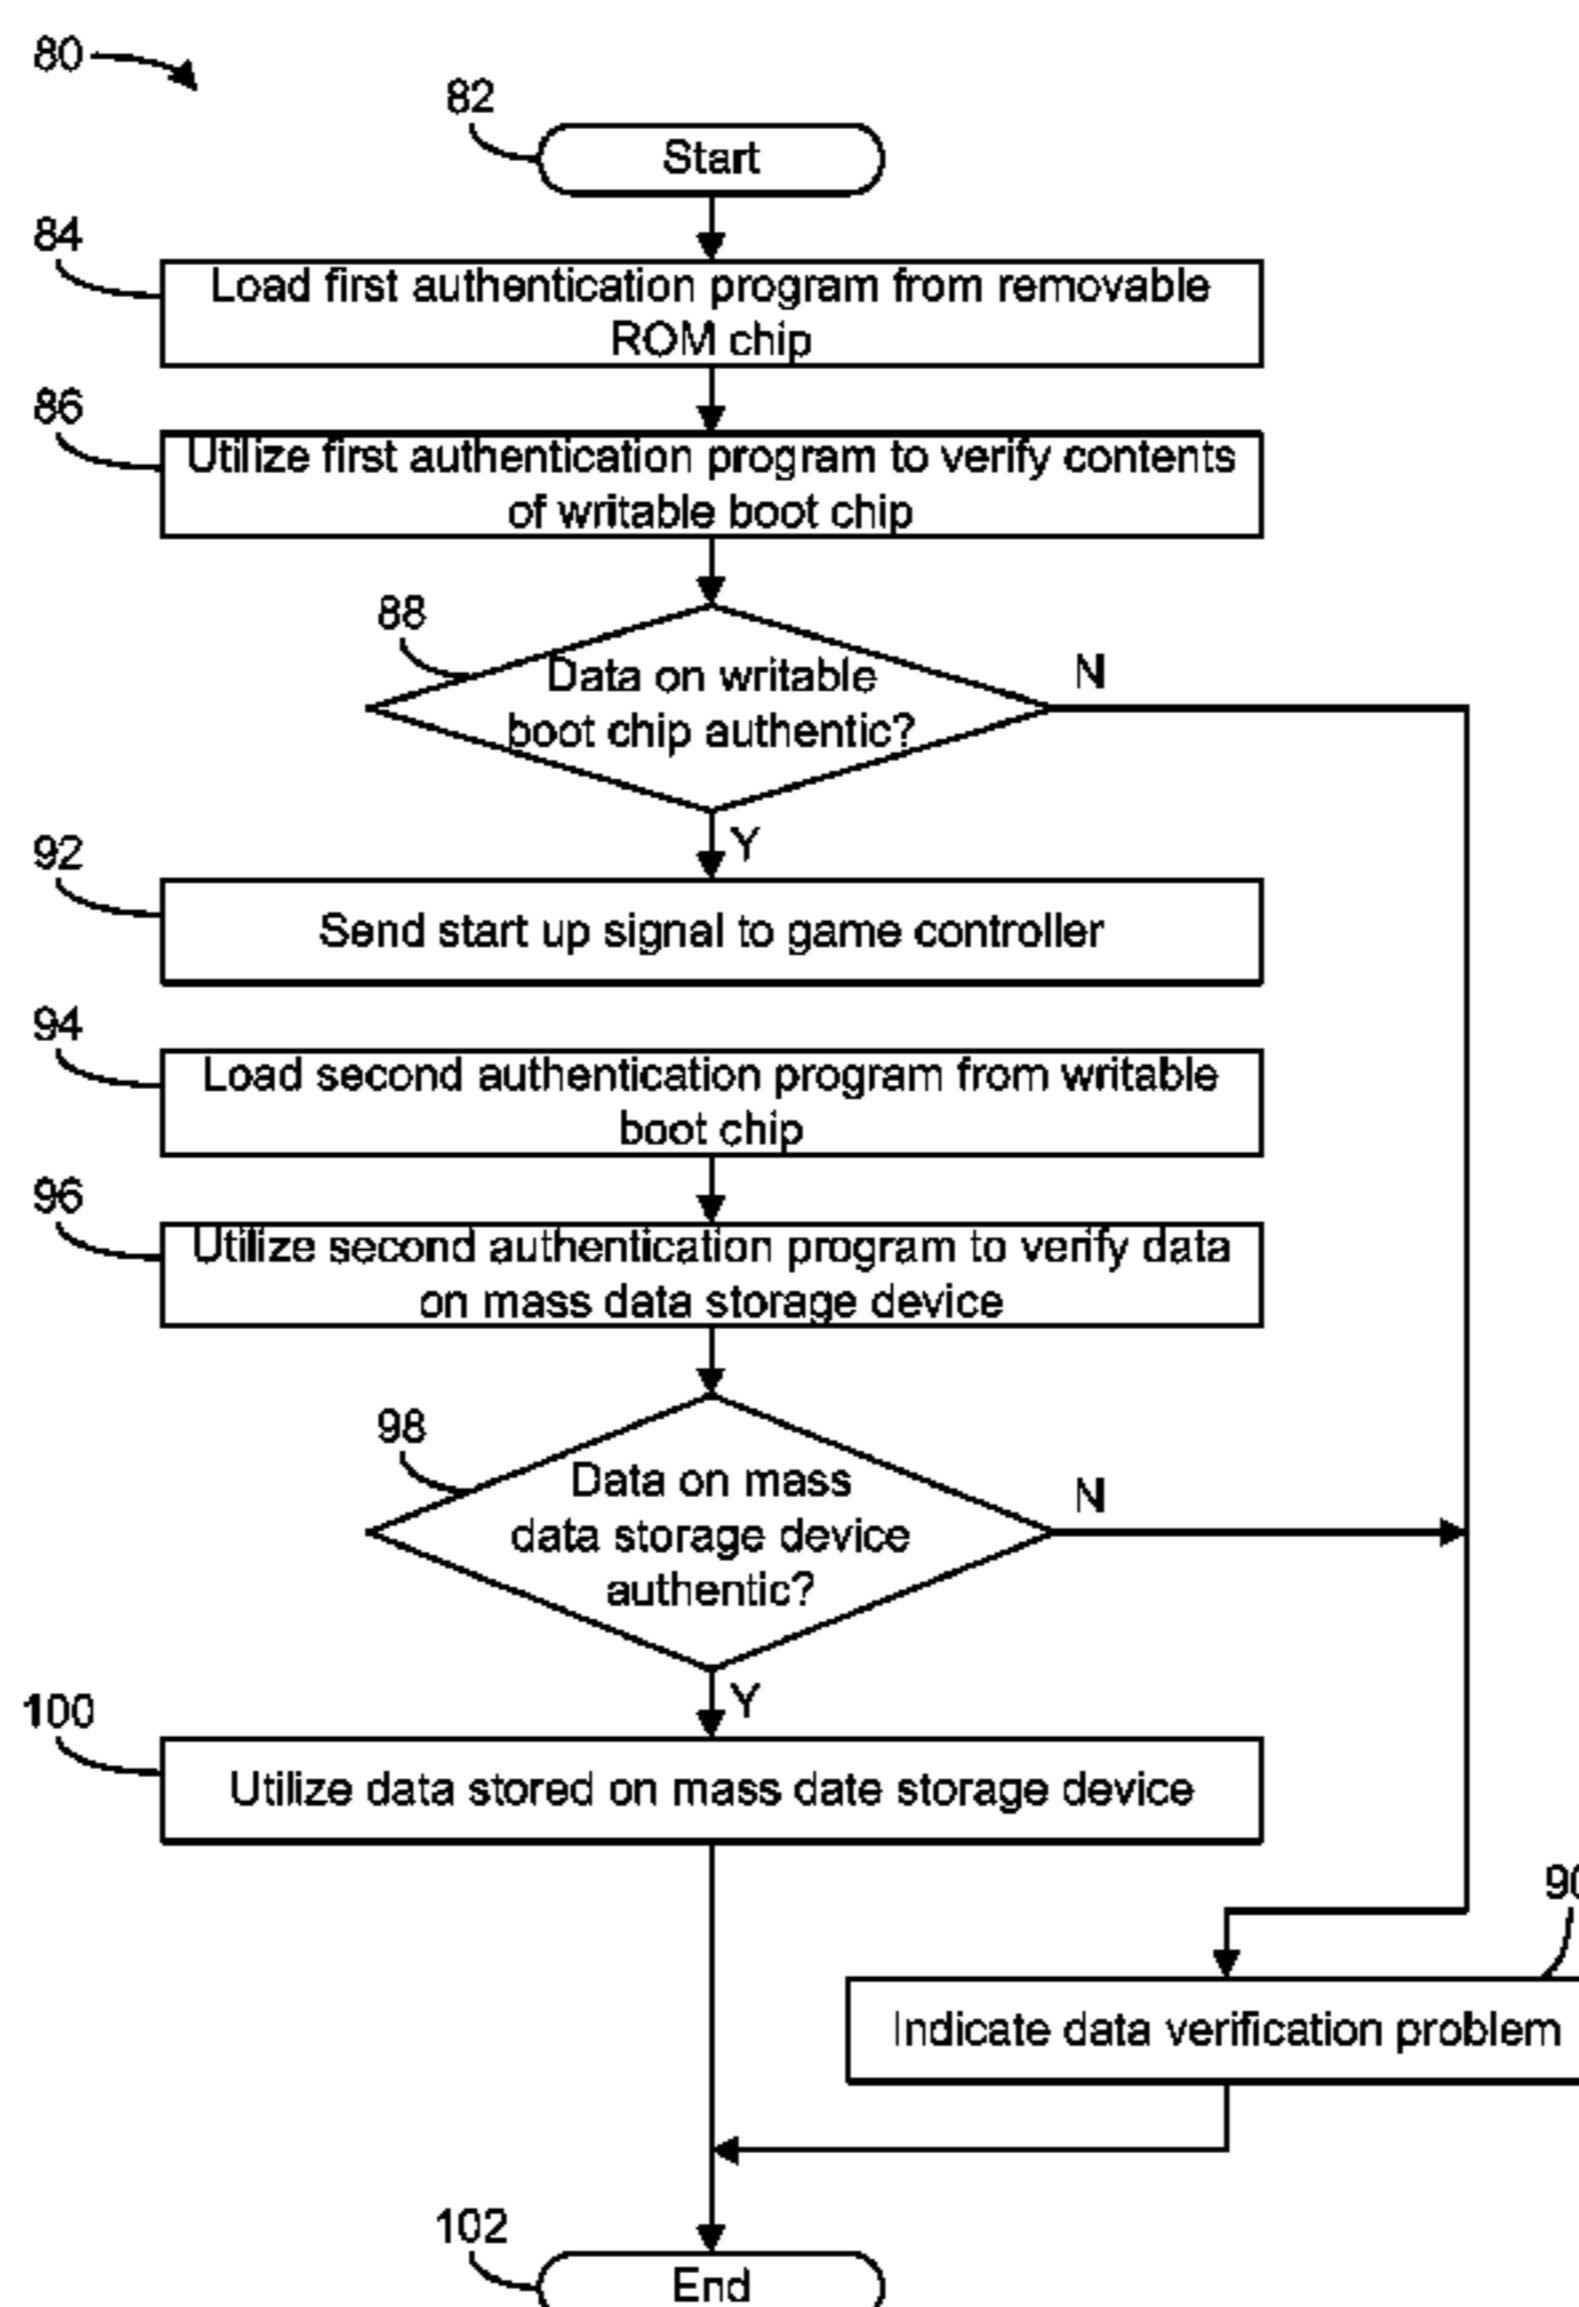 80
82
Start
84
Load first authentication program from removable
ROM chip
86
Utilize first authentication program to verify contents
of writable boot chip
88
Data on writable
boot chip authentic?
N
Y
92
Send start up signal to game controller
94
Load second authentication program from writable
boot chip
96
Utilize second authentication program to verify data
on mass data storage device
98
Data on mass
data storage device
authentic?
N
Y
100
Utilize data stored on mass date storage device
90
Indicate data verification problem
102
End